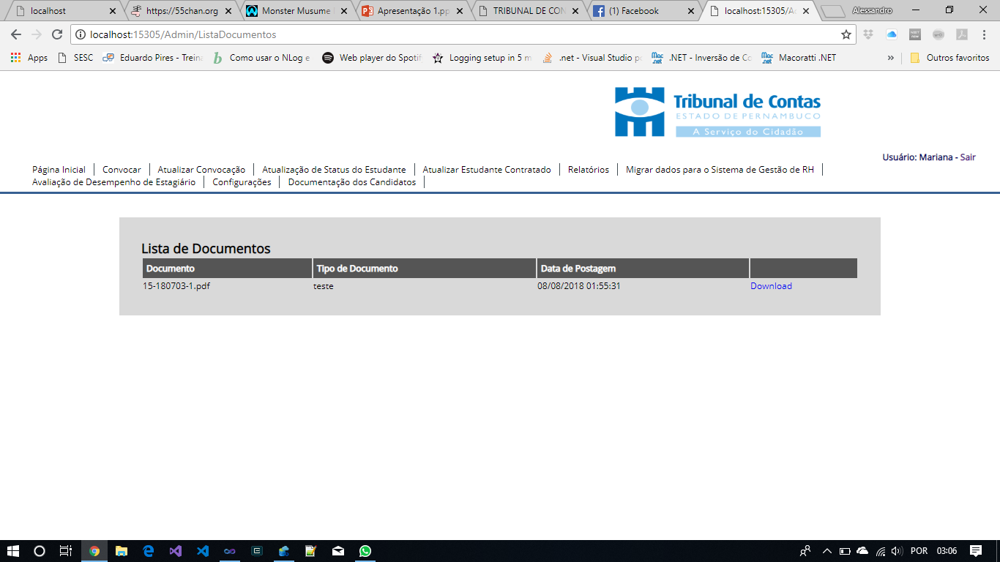 localhost
https://55chan.org
Monster Musume
Apresentação 1.pp
TRIBUNAL DE CON
(1) Facebook
localhost:15305/A
Alessandro
localhost:15305/Admin/ListaDocumentos
Apps
SESC
Eduardo Pires - Trein
Como usar o NLog e
Web player do Spotif
Logging setup in 5 m
.net - Visual Studio p
.NET - Inversão de Co
Macoratti .NET
»
Outros favoritos
Tribunal de Contas
ESTADO DE PERNAMBUCO
A Serviço do Cidadão
Usuário: Mariana - Sair
Página Inicial
Convocar
Atualizar Convocação
Atualização de Status do Estudante
Atualizar Estudante Contratado
Relatórios
Migrar dados para o Sistema de Gestão de RH
Avaliação de Desempenho de Estagiário
Configurações
Documentação dos Candidatos
Lista de Documentos
Documento
Tipo de Documento
Data de Postagem
15-180703-1.pdf
teste
08/08/2018 01:55:31
Download
POR
03:06